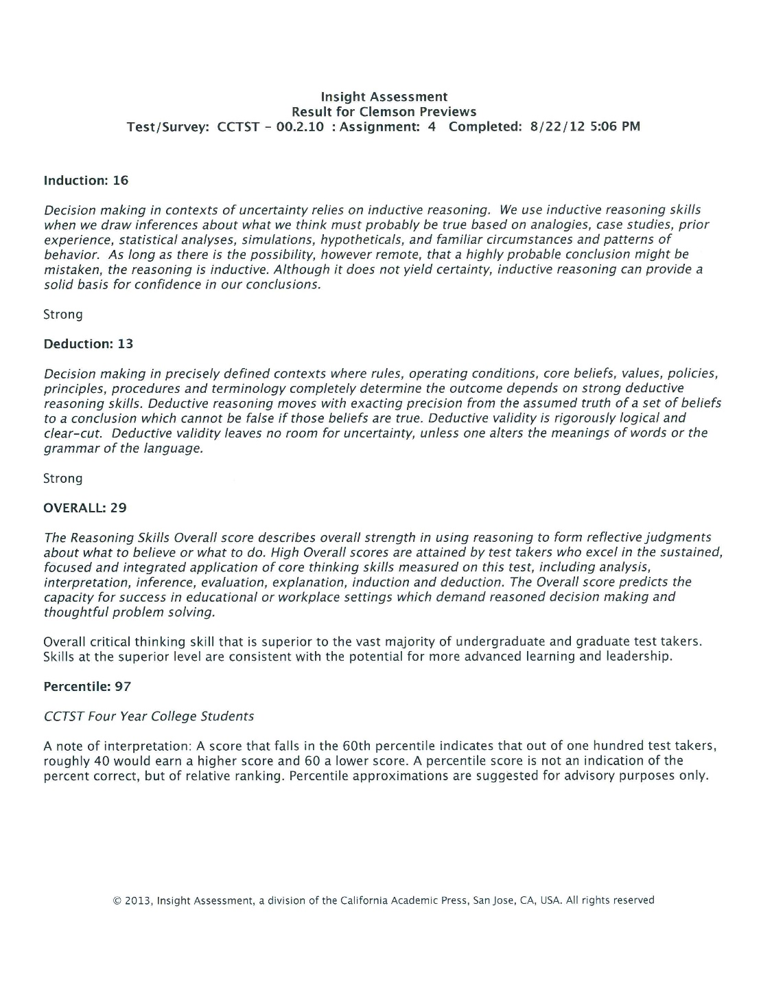 Insight Assessment
Result for Clemson Previews
Test/Survey: CCTST - 00.2.10 : Assignment: 4 Completed: 8/22/12 5:06 PM
Induction: 16
Decision making in contexts of uncertainty relies on inductive reasoning. We use inductive reasoning skills
when we draw inferences about what we think must probably be true based on analogies, case studies, prior
experience, statistical analyses, simulations, hypotheticals, and familiar circumstances and patterns of
behavior. As long as there is the possibility, however remote, that a highly probable conclusion might be
mistaken, the reasoning is inductive. Although it does not yield certainty, inductive reasoning can provide a
solid basis for confidence in our conclusions.
Strong
Deduction: 13
Decision making in precisely defined contexts where rules, operating conditions, core beliefs, values, policies,
principles, procedures and terminology completely determine the outcome depends on strong deductive
reasoning skills. Deductive reasoning moves with exacting precision from the assumed truth of a set of beliefs
to a conclusion which cannot be false if those beliefs are true. Deductive validity is rigorously logical and
clear-cut. Deductive validity leaves no room for uncertainty, unless one alters the meanings of words or the
grammar of the language.
Strong
OVERALL: 29
The Reasoning Skills Overall score describes overall strength in using reasoning to form reflective judgments
about what to believe or what to do. High Overall scores are attained by test takers who excel in the sustained,
focused and integrated application of core thinking skills measured on this test, including analysis,
interpretation, inference, evaluation, explanation, induction and deduction. The Overall score predicts the
capacity for success in educational or workplace settings which demand reasoned decision making and
thoughtful problem solving.
Overall critical thinking skill that is superior to the vast majority of undergraduate and graduate test takers.
Skills at the superior level are consistent with the potential for more advanced learning and leadership.
Percentile: 97
CCTST Four Year College Students
A note of interpretation: A score that falls in the 60th percentile indicates that out of one hundred test takers,
roughly 40 would earn a higher score and 60 a lower score. A percentile score is not an indication of the
percent correct, but of relative ranking. Percentile approximations are suggested for advisory purposes only.
© 2013, Insight Assessment, a division of the California Academic Press, San Jose, CA, USA. All rights reserved